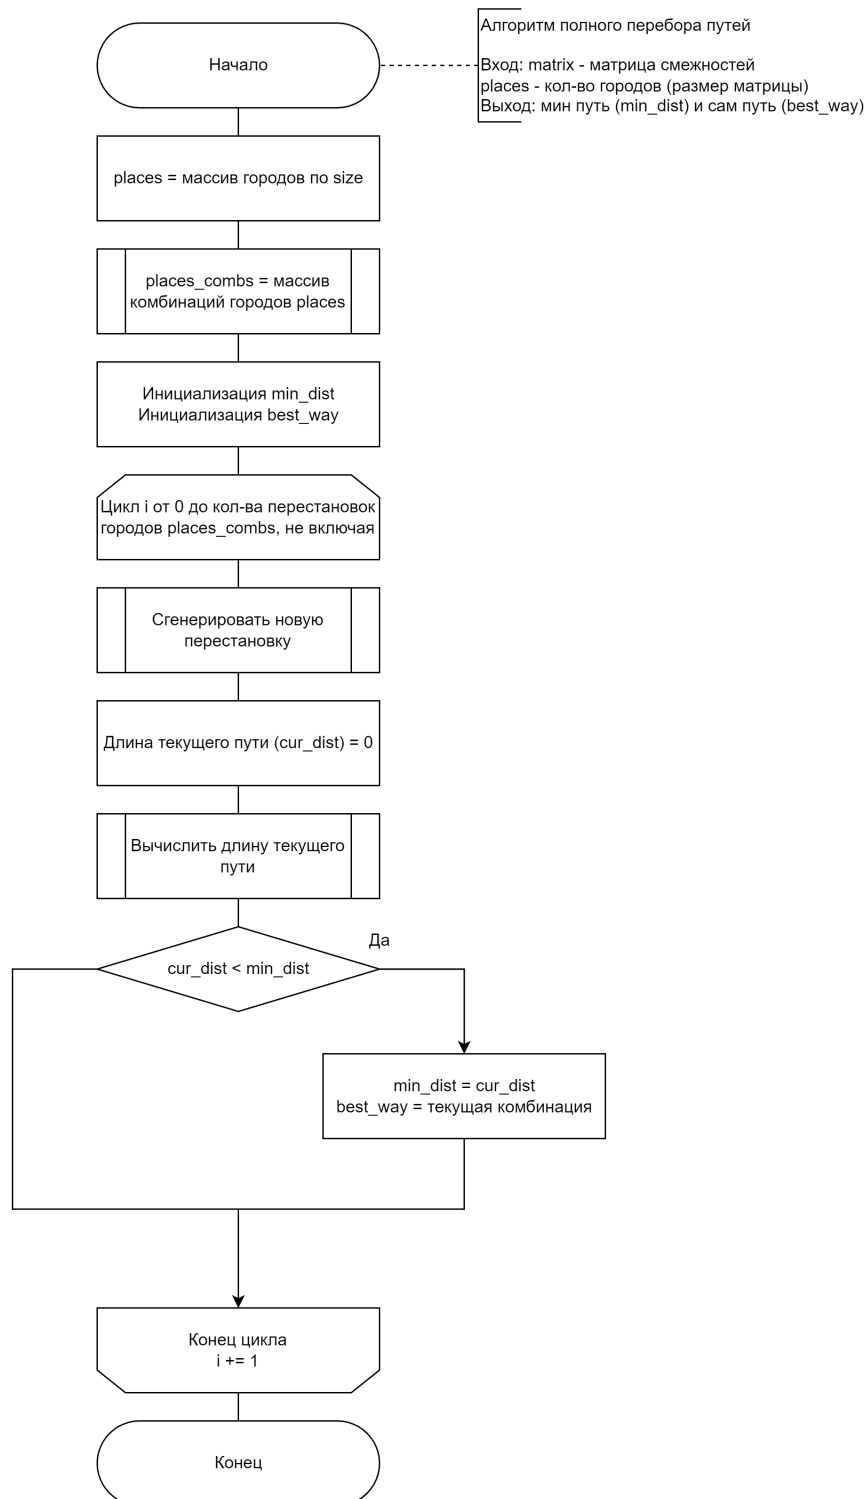 Начало
Алгоритм полного перебора путей
Вход: matrix - матрица смежностей
places - кол-во городов (размер матрицы)
Выход: мин путь (min_dist) и сам путь (best_way)
places = массив городов по size
places_combs = массив
комбинаций городов places
Инициализация min_dist
Инициализация best_way
Цикл i от 0 до кол-ва перестановок
городов places_combs, не включая
Сгенерировать новую
перестановку
Длина текущего пути (cur_dist) = 0
Вычислить длину текущего
пути
Да
cur_dist < min_dist
min_dist = cur_dist
best_way = текущая комбинация
Конец цикла
i += 1
Конец